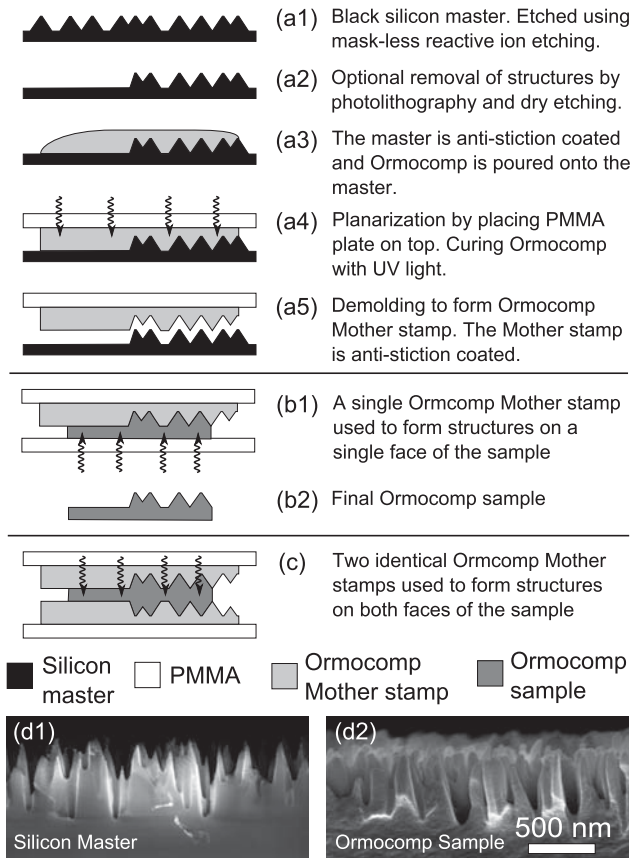 (a1) Black silicon master. Etched using
mask-less reactive ion etching.
(a2) Optional removal of structures by
photolithography and dry etching.
(a3) The master is anti-stiction coated
and Ormocomp is poured onto the
master.
(a4) Planarization by placing PMMA
plate on top. Curing Ormocomp
with UV light.
(a5) Demolding to form Ormocomp
Mother stamp. The Mother stamp
is anti-stiction coated.
(b1) A single Ormcomp Mother stamp
used to form structures on a
single face of the sample
(b2) Final Ormocomp sample
(c) Two identical Ormcomp Mother
stamps used to form structures
on both faces of the sample
Silicon
master
PMMA
Ormocomp
Mother stamp
Ormocomp
sample
(d1)
Silicon Master
(d2)
Ormocomp Sample
500 nm